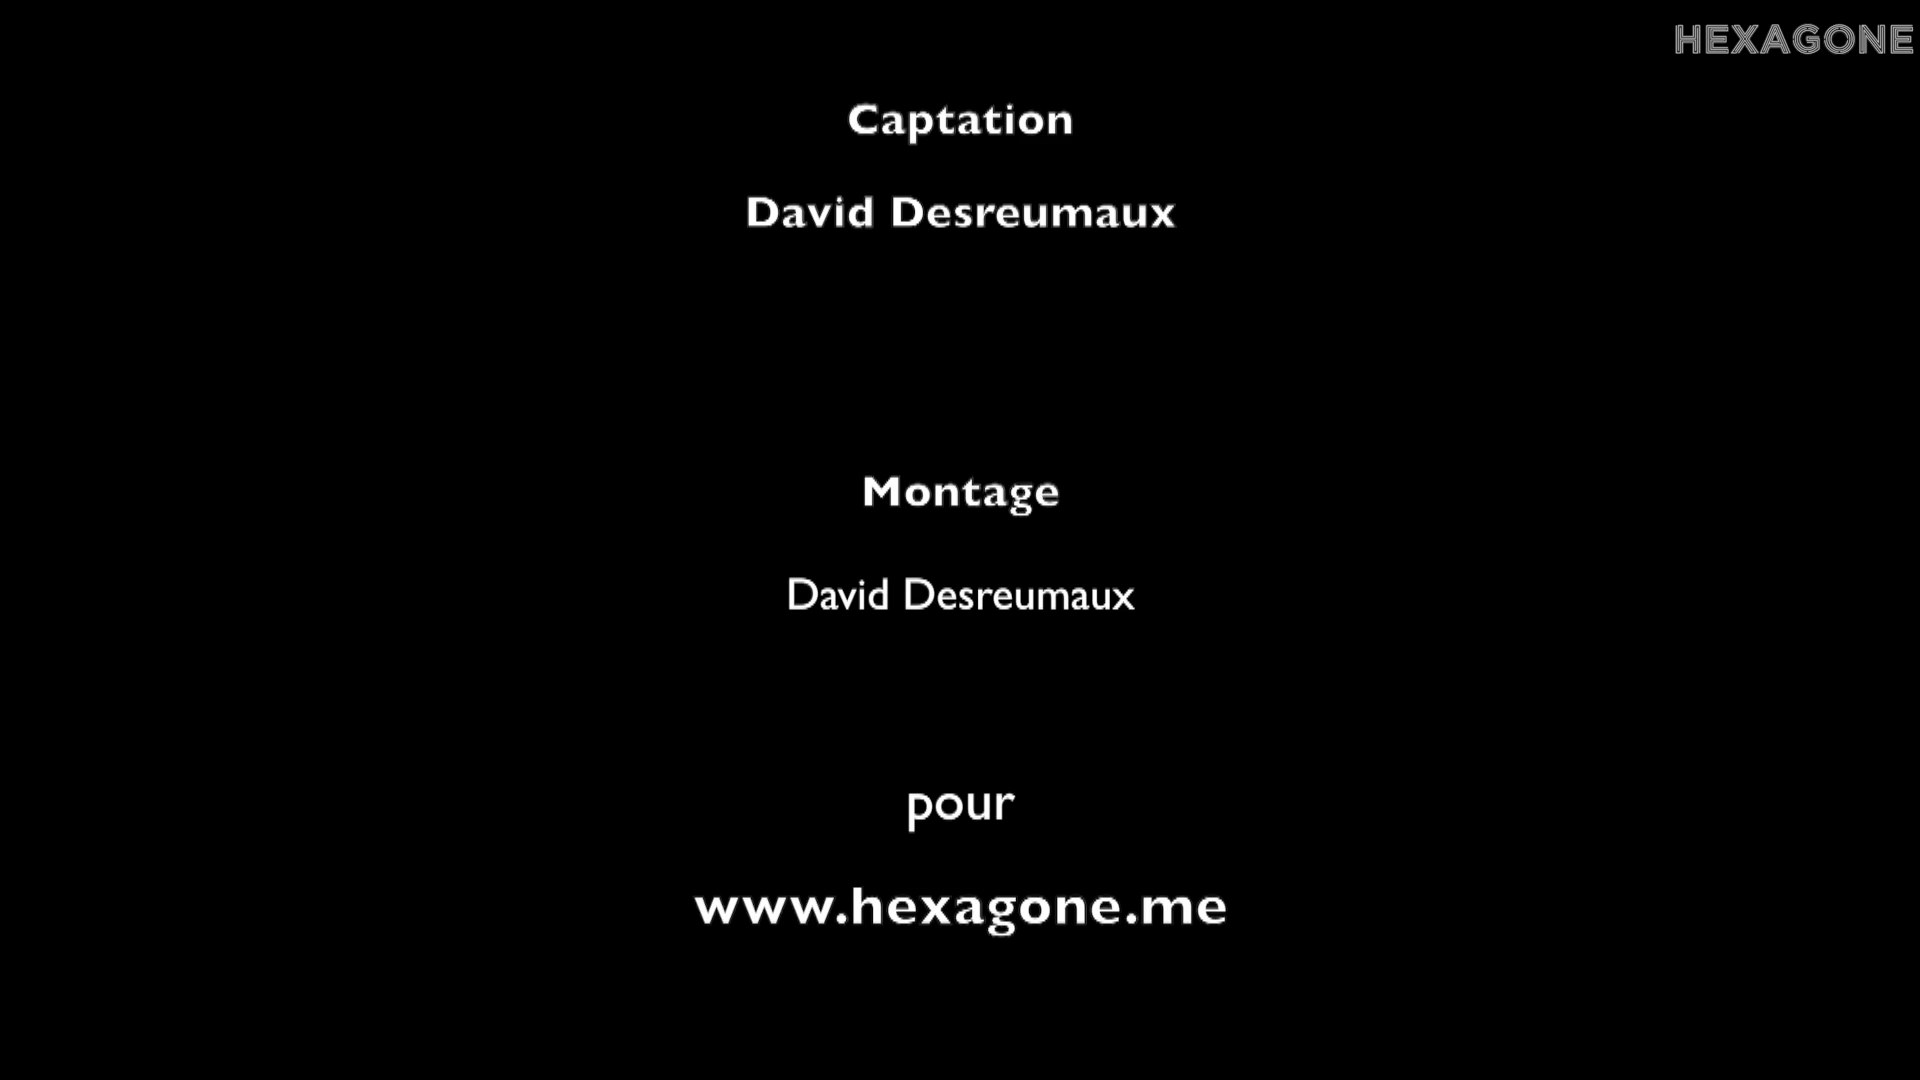 HEXAGONE
Captation
David Desreumaux
Montage
David Desreumaux
pour
www.hexagone.me